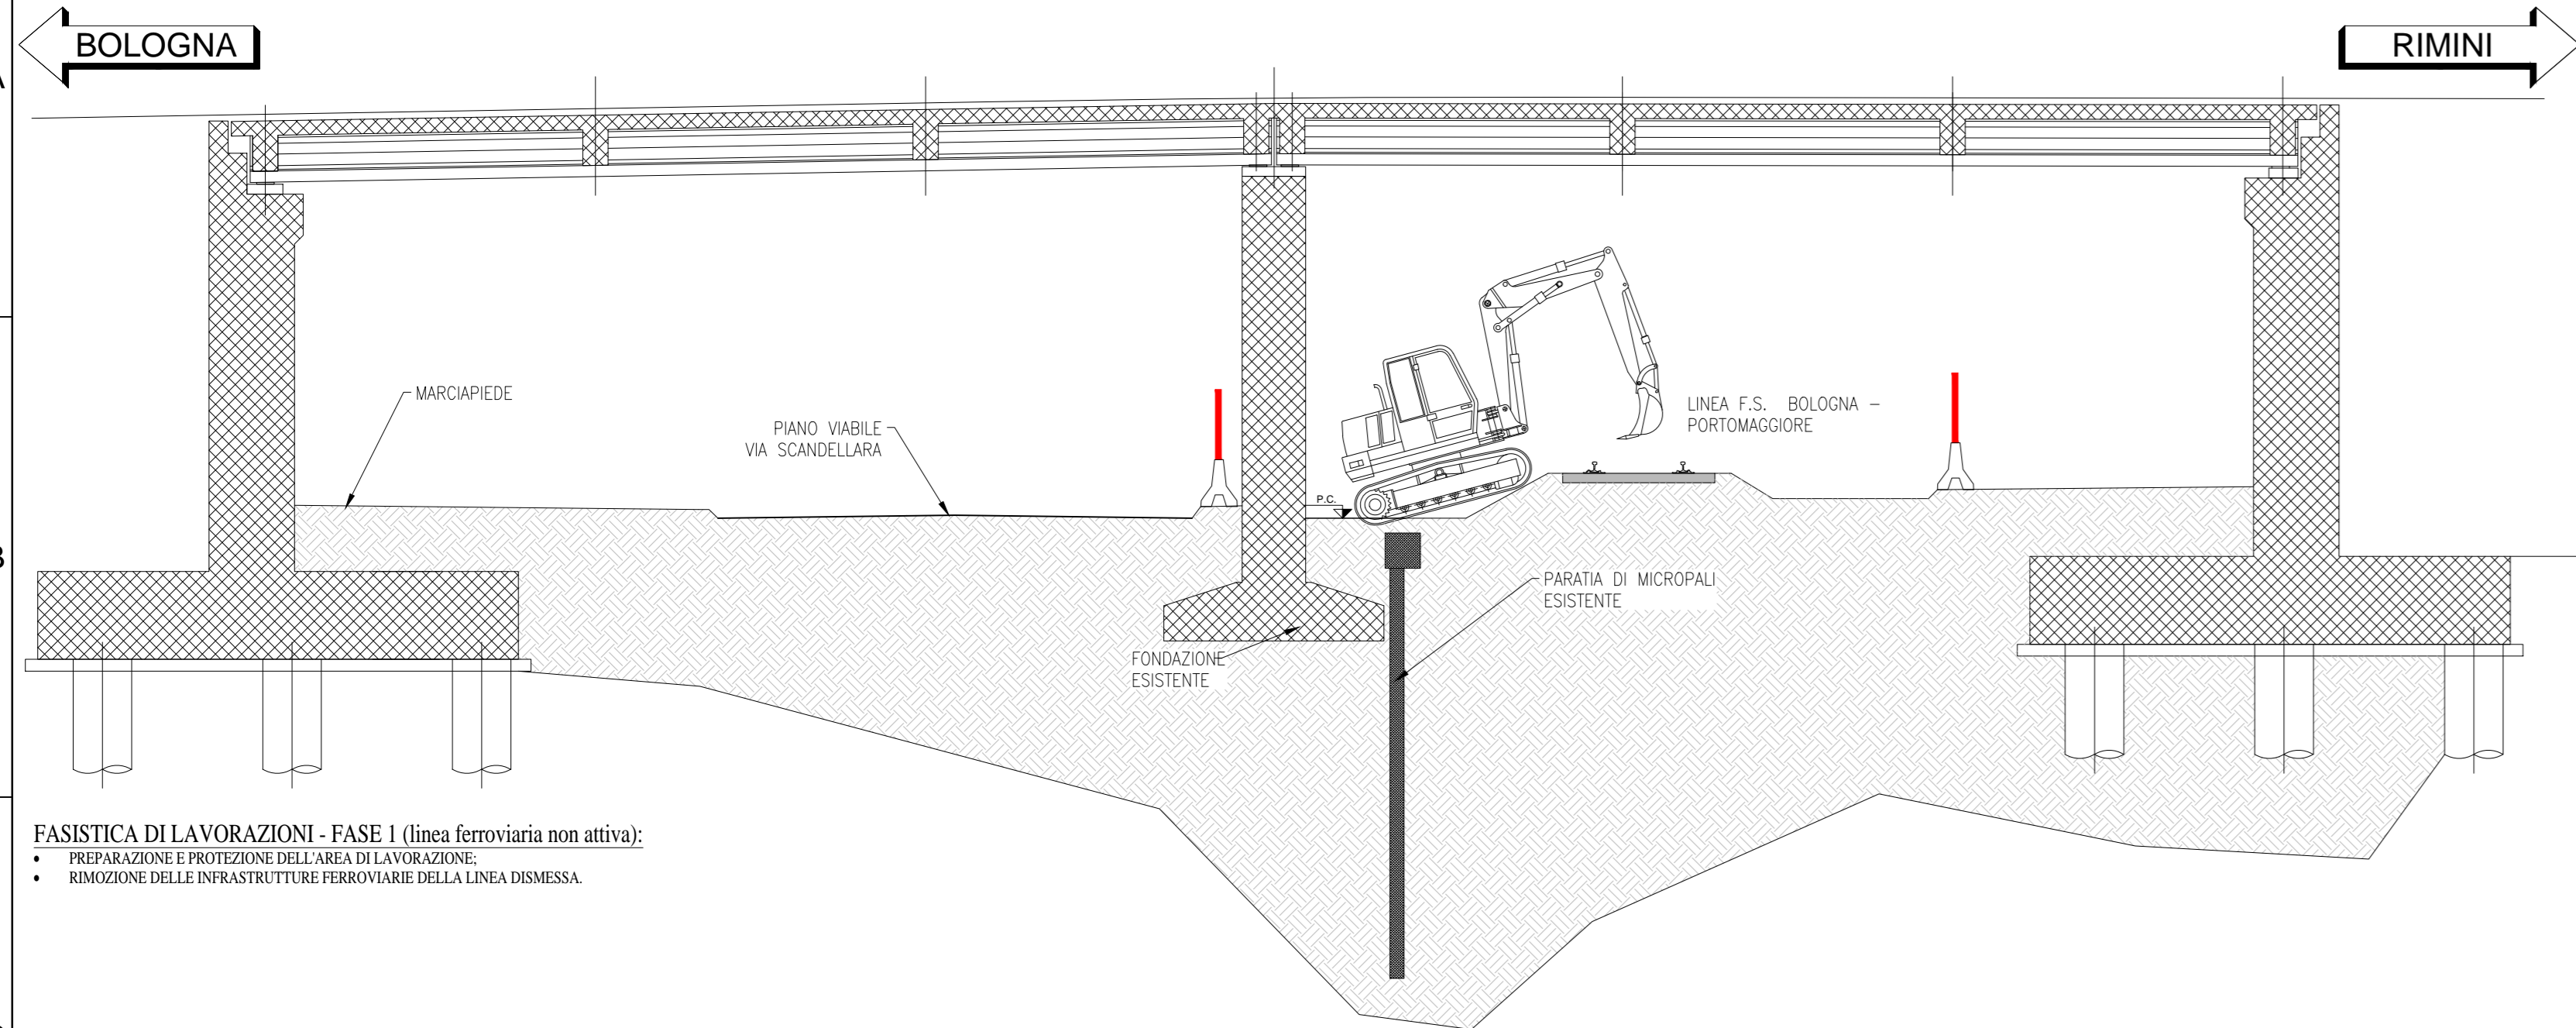 BOLOGNA
RIMINI
A
MARCIAPIEDE
PIANO VIABILE
VIA SCANDELLARA
LINEA F.S. BOLOGNA –
PORTOMAGGIORE
P.C.
B
PARATIA DI MICROPALI
ESISTENTE
FONDAZIONE
ESISTENTE
FASISTICA DI LAVORAZIONI - FASE 1 (linea ferroviaria non attiva):
• PREPARAZIONE E PROTEZIONE DELL'AREA DI LAVORAZIONE;
• RIMOZIONE DELLE INFRASTRUTTURE FERROVIARIE DELLA LINEA DISMESSA.